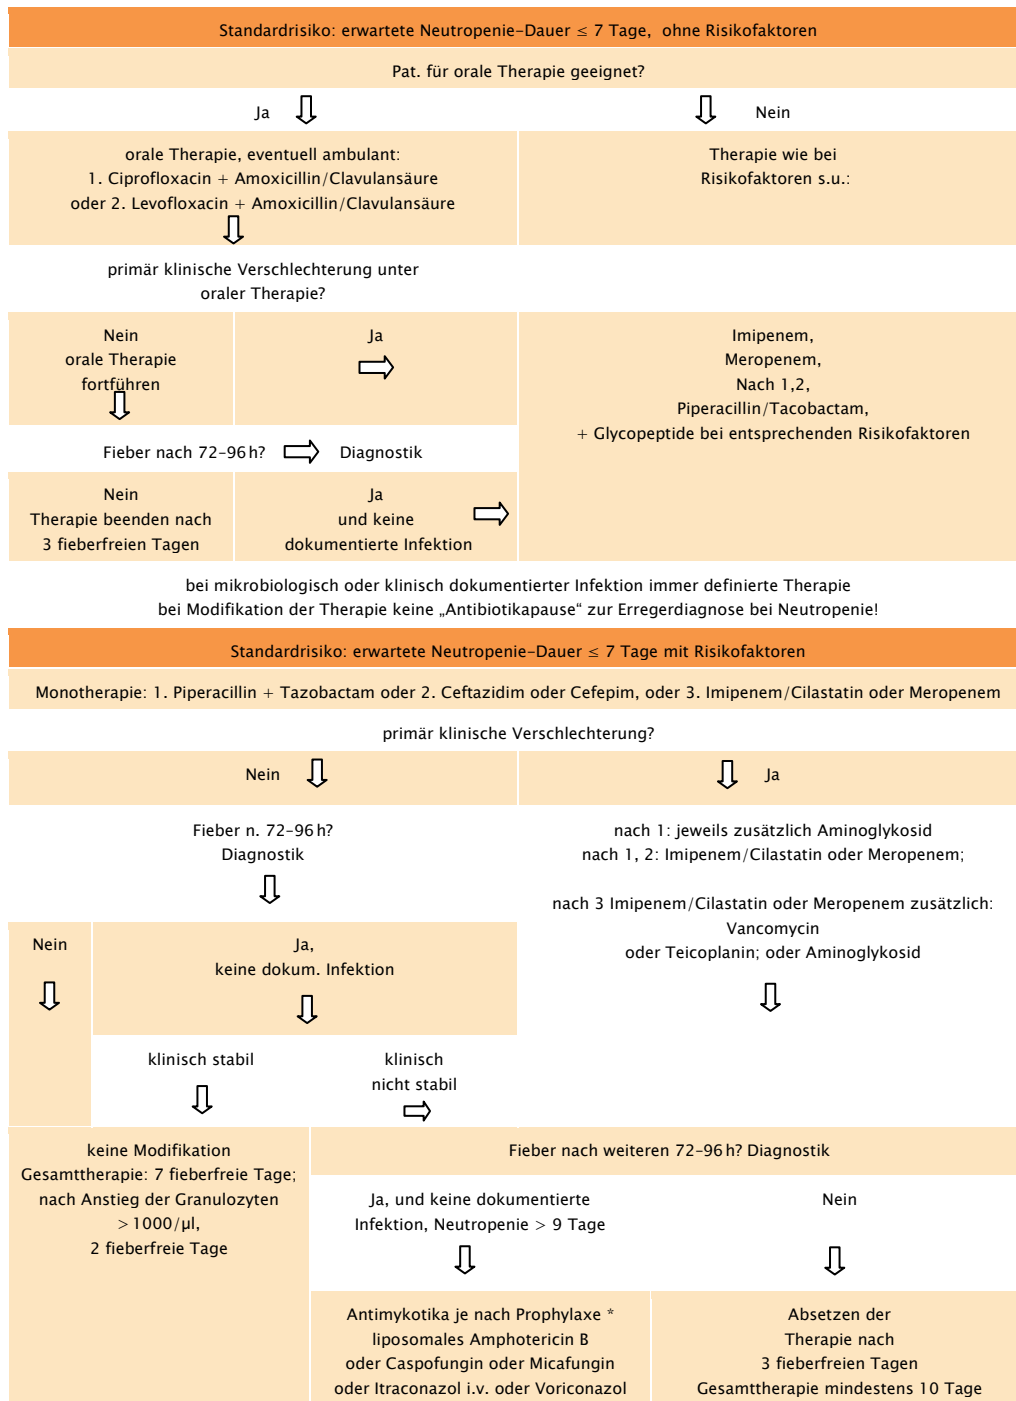 Standardrisiko: erwartete Neutropenie-Dauer ≤ 7 Tage, ohne Risikofaktoren
Pat. für orale Therapie geeignet?
Ja
Nein
orale Therapie, eventuell ambulant:
1. Ciprofloxacin + Amoxicillin/Clavulansäure
oder 2. Levofloxacin + Amoxicillin/Clavulansäure
Therapie wie bei
Risikofaktoren s.u.:
primär klinische Verschlechterung unter
oraler Therapie?
Nein
orale Therapie
fortführen
Ja
Imipenem,
Meropenem,
Nach 1,2,
Piperacillin/Tacobactam,
+ Glycopeptide bei entsprechenden Risikofaktoren
Fieber nach 72–96 h?
Diagnostik
Nein
Therapie beenden nach
3 fieberfreien Tagen
Ja
und keine
dokumentierte Infektion
bei mikrobiologisch oder klinisch dokumentierter Infektion immer definierte Therapie
bei Modifikation der Therapie keine „Antibiotikapause“ zur Erregerdiagnose bei Neutropenie!
Standardrisiko: erwartete Neutropenie-Dauer ≤ 7 Tage mit Risikofaktoren
Monotherapie: 1. Piperacillin + Tazobactam oder 2. Ceftazidim oder Cefepim, oder 3. Imipenem/Cilastatin oder Meropenem
primär klinische Verschlechterung?
Nein
Ja
Fieber n. 72–96 h?
Diagnostik
nach 1: jeweils zusätzlich Aminoglykosid
nach 1, 2: Imipenem/Cilastatin oder Meropenem;
nach 3 Imipenem/Cilastatin oder Meropenem zusätzlich:
Vancomycin
oder Teicoplanin; oder Aminoglykosid
Nein
Ja,
keine dokum. Infektion
klinisch stabil
klinisch
nicht stabil
keine Modifikation
Gesamttherapie: 7 fieberfreie Tage;
nach Anstieg der Granulozyten
> 1000/µl,
2 fieberfreie Tage
Fieber nach weiteren 72–96 h? Diagnostik
Ja, und keine dokumentierte
Infektion, Neutropenie > 9 Tage
Nein
Antimykotika je nach Prophylaxe *
liposomales Amphotericin B
oder Caspofungin oder Micafungin
oder Itraconazol i.v. oder Voriconazol
Absetzen der
Therapie nach
3 fieberfreien Tagen
Gesamttherapie mindestens 10 Tage